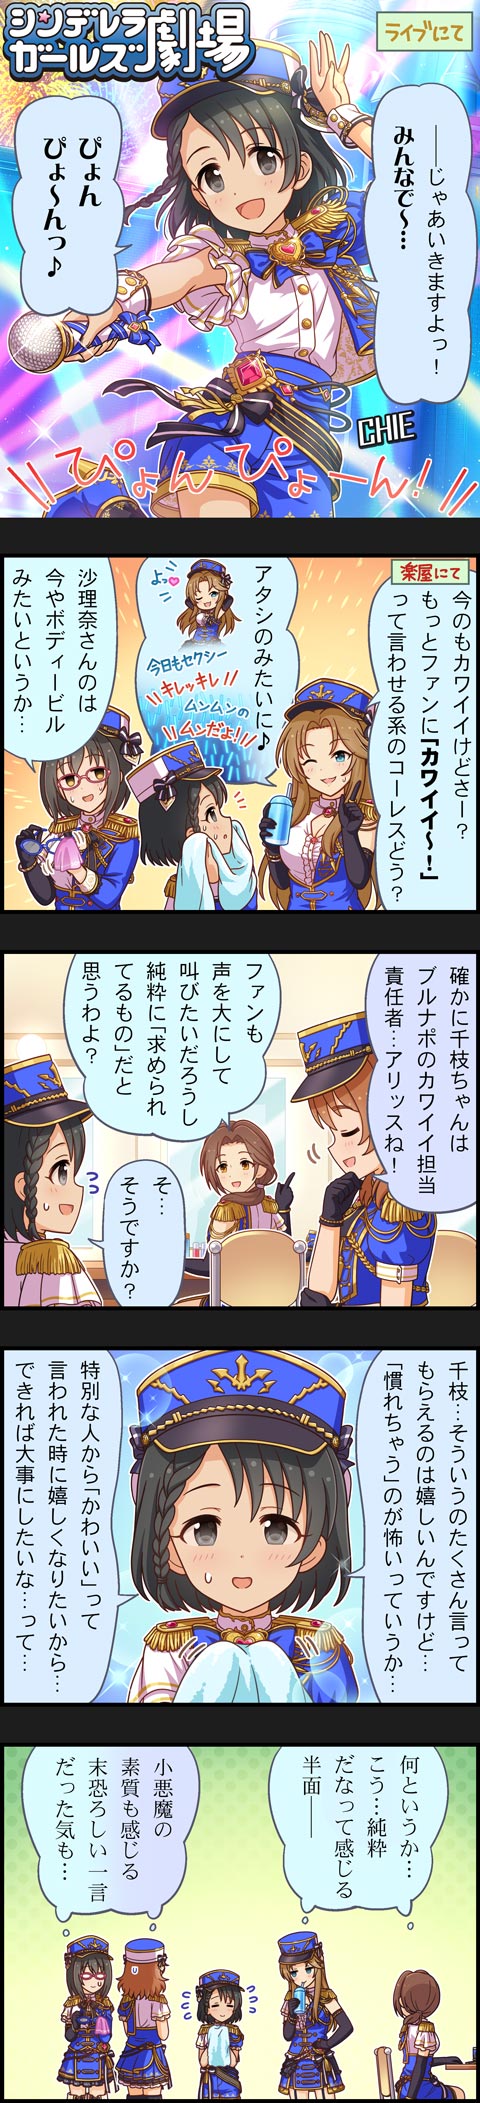 シンデレラ
ガールズ劇場
ライブにて
──じゃあいきますよっ！
みんなで～…
ぴょん
ぴょ～んっ♪
CHIE
ぴょんぴょーん！
楽屋にて
今のもカワイイけどさー？
もっとファンに「カワイイ～！」
って言わせる系のコーレスどう？
アタシのみたいに♪
よっ
今日もセクシー
キレッキレ
ムンムンの
ムンだよ！
沙理奈さんのは
今やボディービル
みたいというか…
確かに千枝ちゃんは
ブルナポのカワイイ担当
責任者…アリッスね！
ファンも
声を大にして
叫びたいだろうし
純粋に「求められ
てるもの」だと
思うわよ？
そ…
そうですか？
千枝…そういうのたくさん言って
もらえるのは嬉しいんですけど…
「慣れちゃう」のが怖いっていうか…
特別な人から「かわいい」って
言われた時に嬉しくなりたいから…
できれば大事にしたいな…って…
何というか…
こう…純粋
だなって感じる
半面──
小悪魔の
素質も感じる
末恐ろしい一言
だった気も…